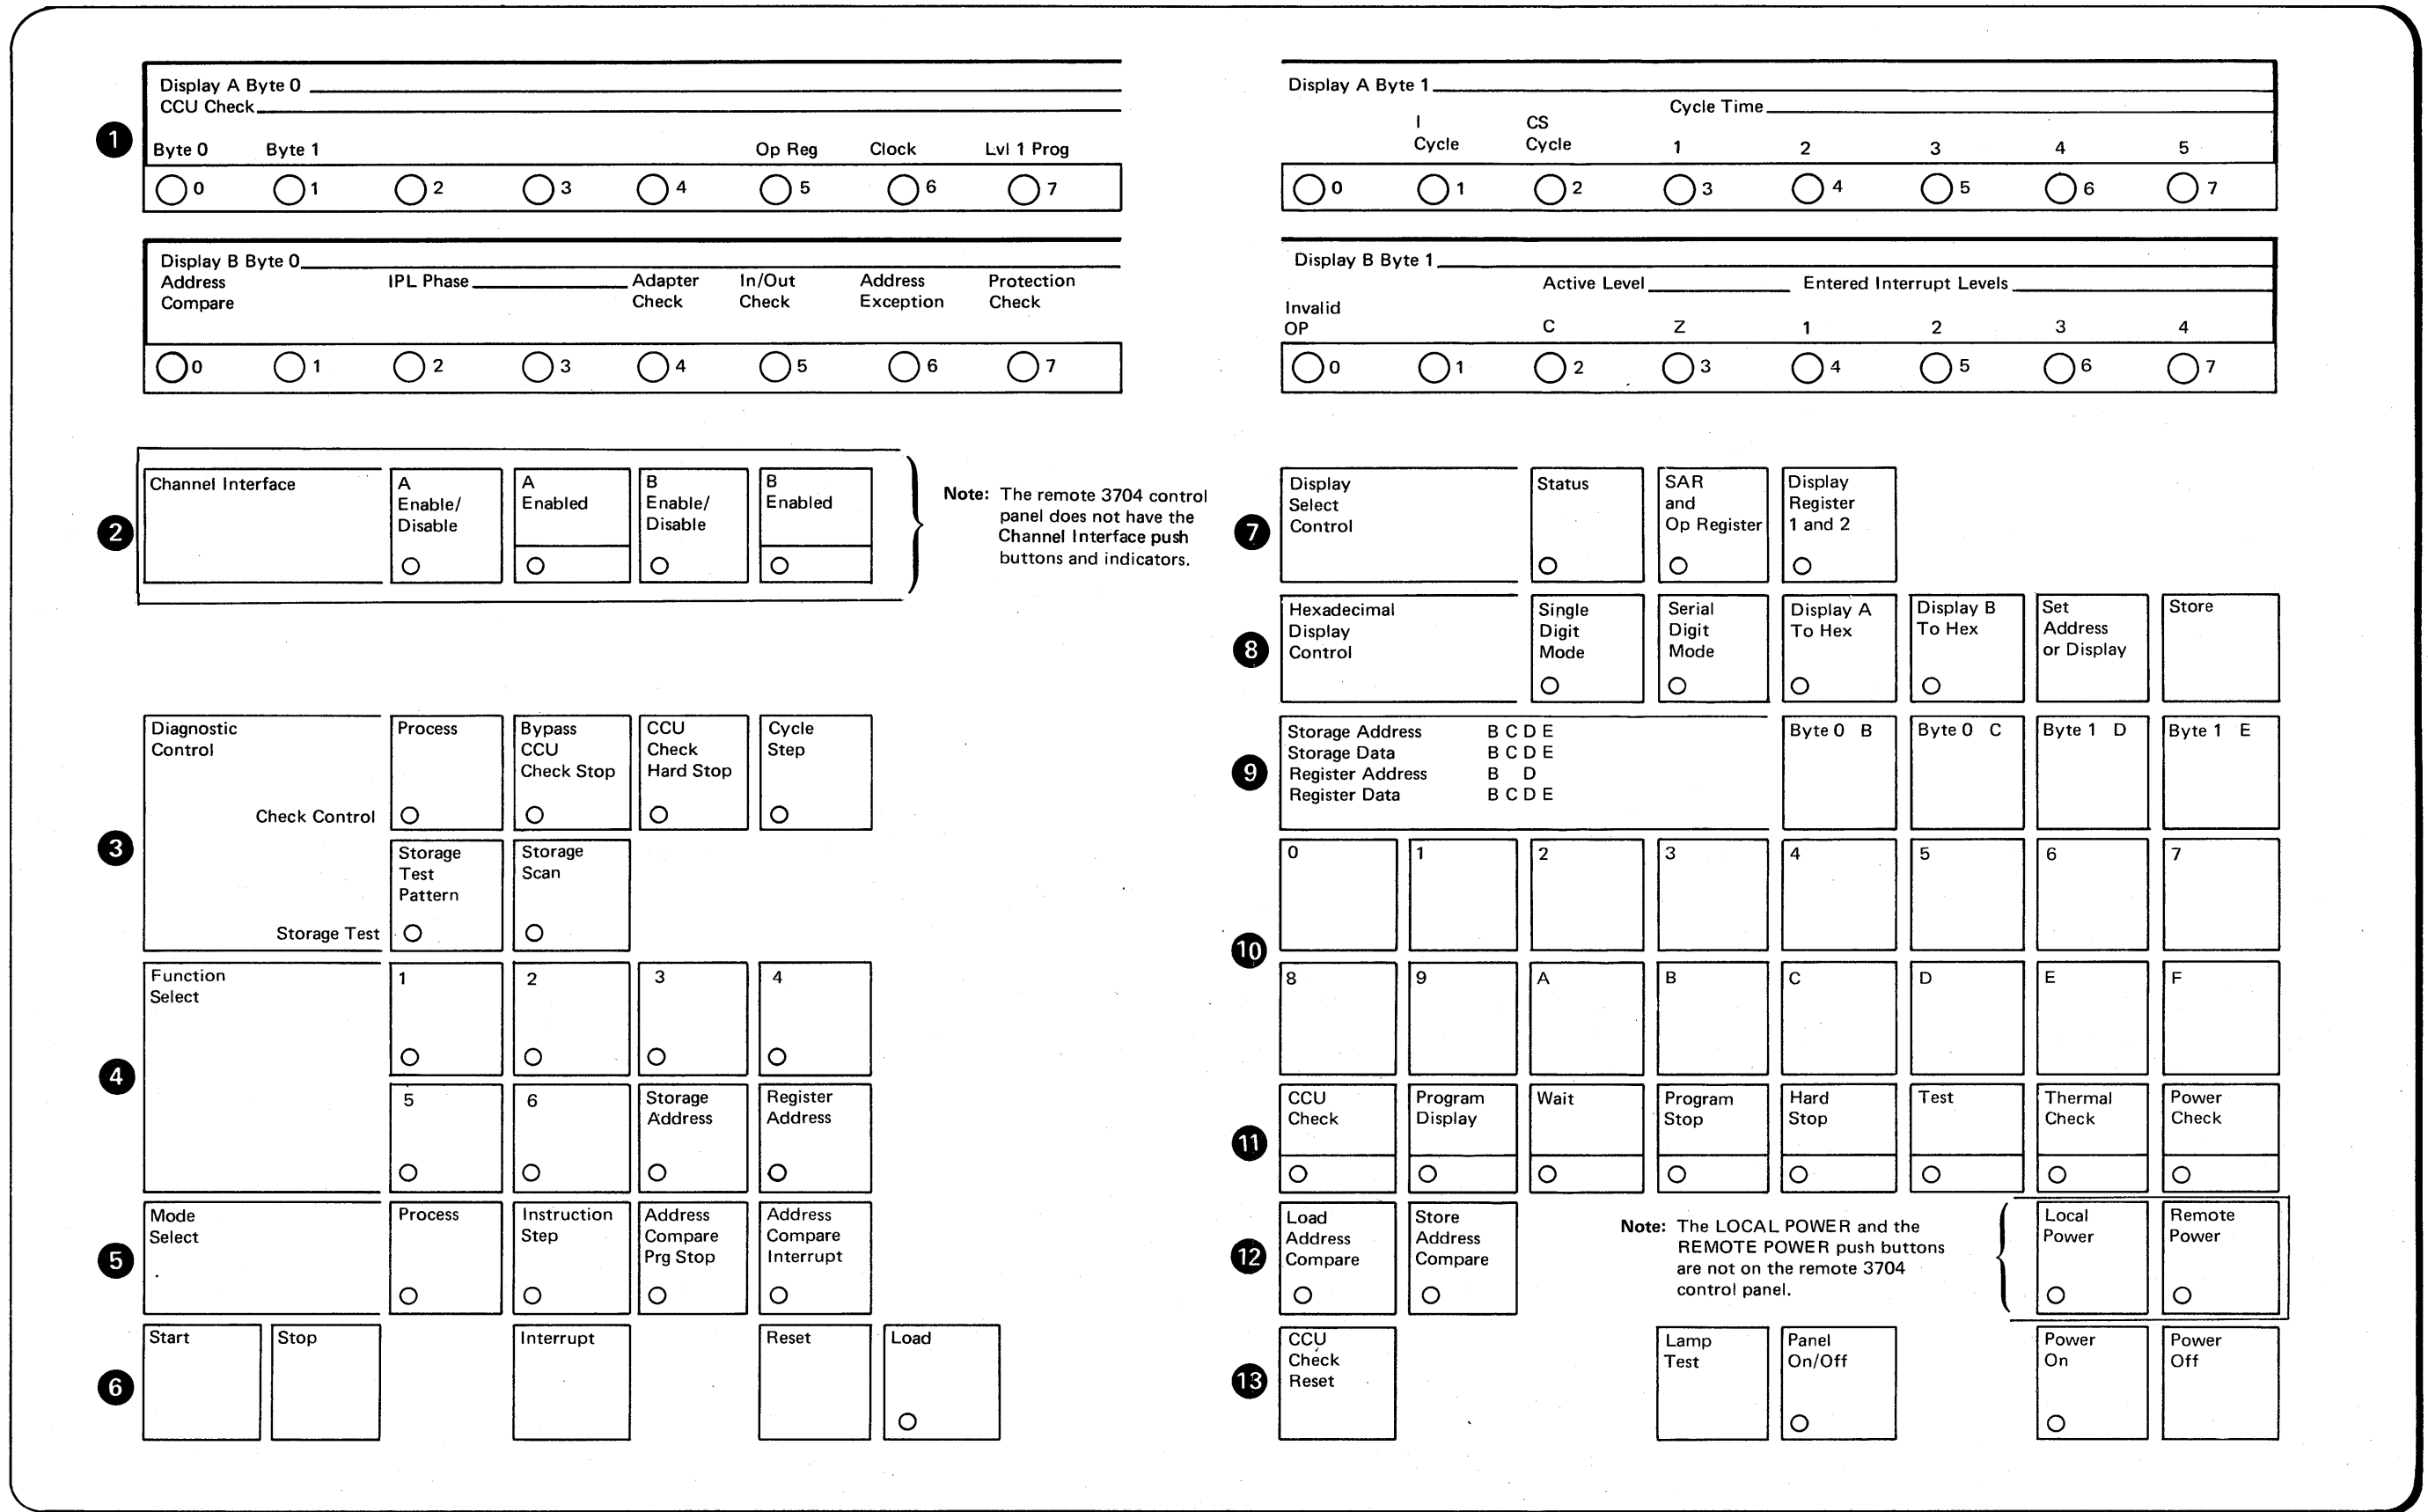 Display A Byte 0
CCU Check
Byte 0 Byte 1 Op Reg Clock Lvl 1 Prog
0 1 2 3 4 5 6 7
Display A Byte 1
Cycle Time
I
Cycle
CS
Cycle
1 2 3 4 5
0 1 2 3 4 5 6 7
1
Display B Byte 0
Address
Compare
IPL Phase
Adapter
Check
In/Out
Check
Address
Exception
Protection
Check
0 1 2 3 4 5 6 7
Display B Byte 1
Active Level Entered Interrupt Levels
Invalid
OP
C Z 1 2 3 4
0 1 2 3 4 5 6 7
2
Channel Interface
A
Enable/
Disable
A
Enabled
B
Enable/
Disable
B
Enabled
Note: The remote 3704 control
panel does not have the
Channel Interface push
buttons and indicators.
3
Diagnostic
Control
Check Control
Process
Bypass
CCU
Check Stop
CCU
Check
Hard Stop
Cycle
Step
Storage Test
Storage
Test
Pattern
Storage
Scan
4
Function
Select
1 2 3 4
5 6
Storage
Address
Register
Address
5
Mode
Select
Process
Instruction
Step
Address
Compare
Prg Stop
Address
Compare
Interrupt
6
Start
Stop
Interrupt
Reset
Load
7
Display
Select
Control
Status
SAR
and
Op Register
Display
Register
1 and 2
8
Hexadecimal
Display
Control
Single
Digit
Mode
Serial
Digit
Mode
Display A
To Hex
Display B
To Hex
Set
Address
or Display
Store
9
Storage Address B C D E
Storage Data B C D E
Register Address B D
Register Data B C D E
Byte 0 B
Byte 0 C
Byte 1 D
Byte 1 E
10
0 1 2 3 4 5 6 7
8 9 A B C D E F
11
CCU
Check
Program
Display
Wait
Program
Stop
Hard
Stop
Test
Thermal
Check
Power
Check
12
Load
Address
Compare
Store
Address
Compare
Note: The LOCAL POWER and the
REMOTE POWER push buttons
are not on the remote 3704
control panel.
Local
Power
Remote
Power
13
CCU
Check
Reset
Lamp
Test
Panel
On/Off
Power
On
Power
Off